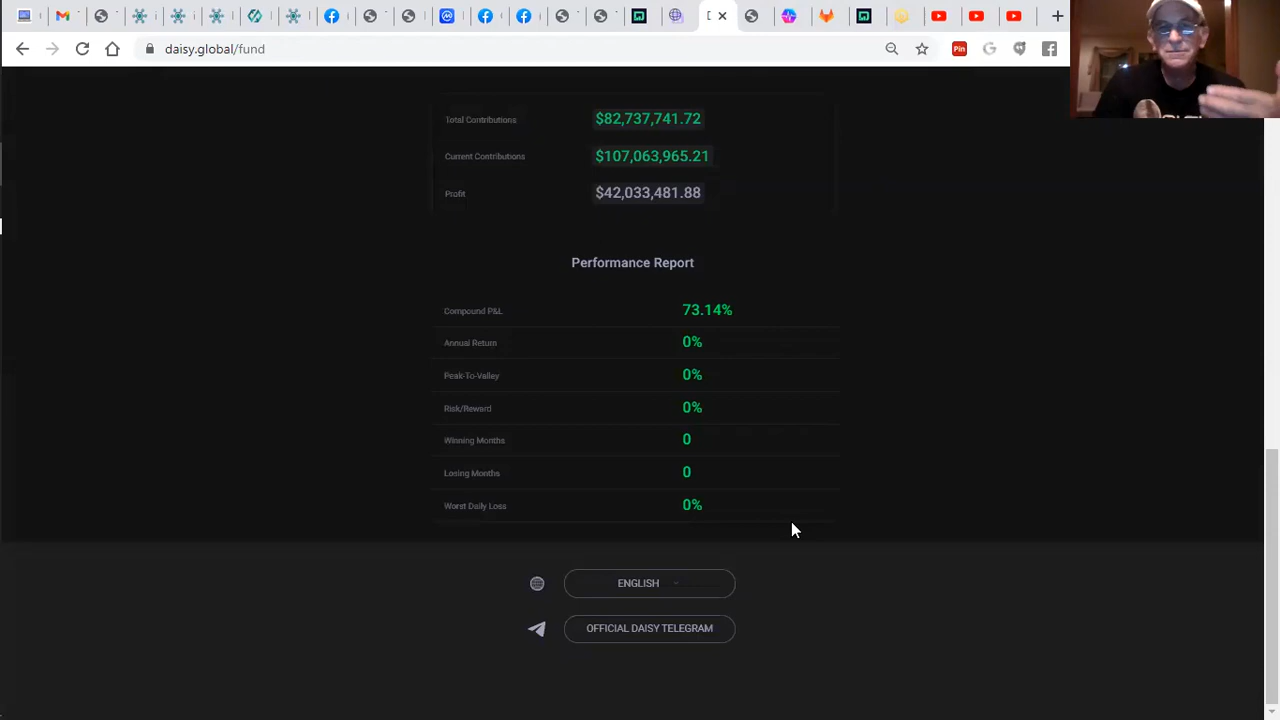 daisy.global/fund
Pin
Total Contributions $82,737,741.72
Current Contributions $107,063,965.21
Profit $42,033,481.88
Performance Report
Compound P&L 73.14%
Annual Return 0%
Peak-To-Valley 0%
Risk/Reward 0%
Winning Months 0
Losing Months 0
Worst Daily Loss 0%
ENGLISH
OFFICIAL DAISY TELEGRAM